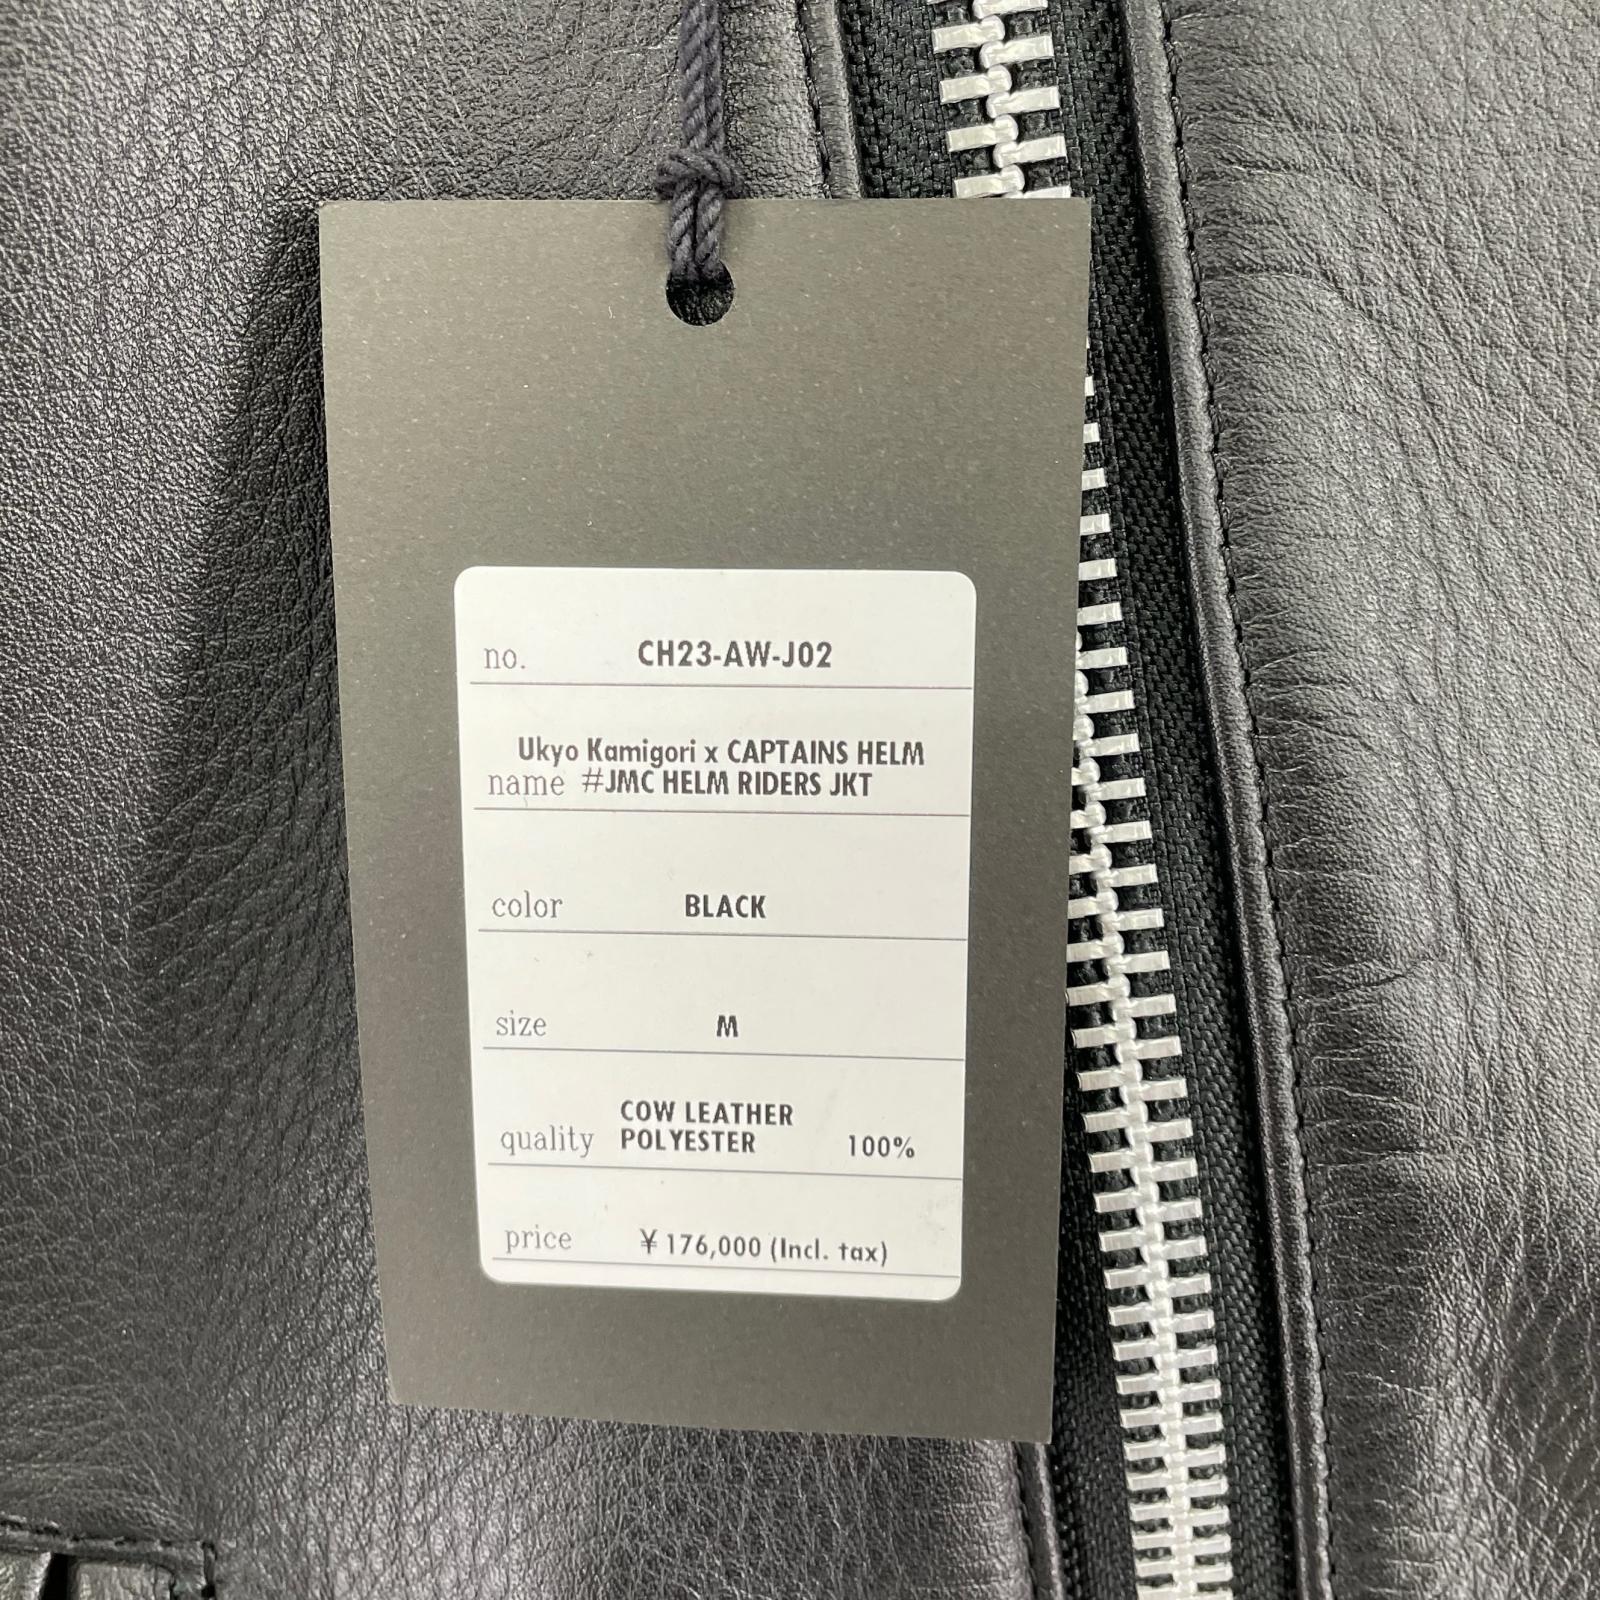 no. CH23-AW-J02
Ukyo Kamigori x CAPTAINS HELM
name #JMC HELM RIDERS JKT
color BLACK
size M
COW LEATHER
quality POLYESTER 100%
price ¥ 176,000 (Incl. tax)